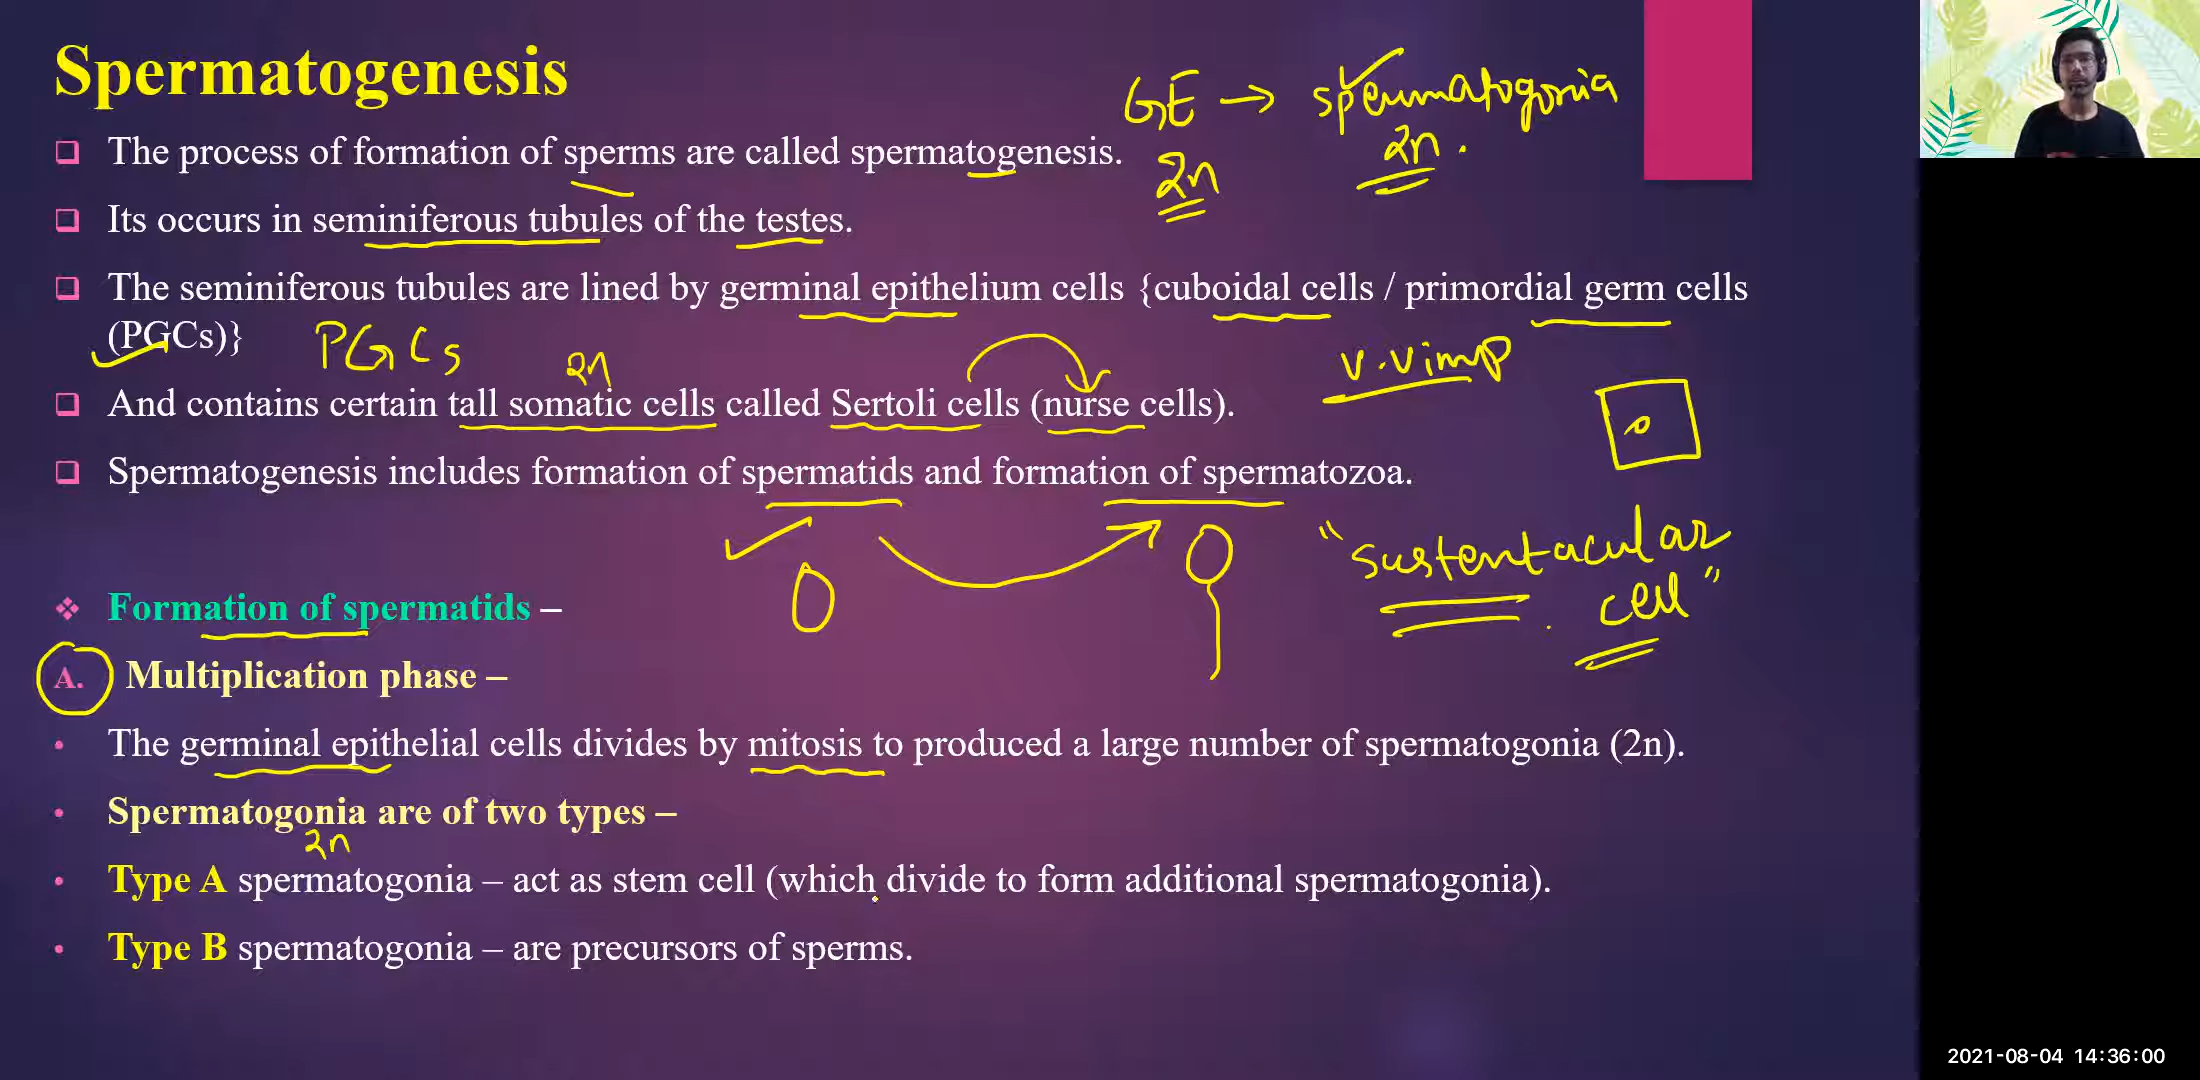 Spermatogenesis
GE → spermatogonia
2n 2n.
❑ The process of formation of sperms are called spermatogenesis.
❑ Its occurs in seminiferous tubules of the testes.
❑ The seminiferous tubules are lined by germinal epithelium cells {cuboidal cells / primordial germ cells
(PGCs)}
PGCs
2n
v.v imp
❑ And contains certain tall somatic cells called Sertoli cells (nurse cells).
❑ Spermatogenesis includes formation of spermatids and formation of spermatozoa.
"sustentacular
cell"
❖ Formation of spermatids –
A. Multiplication phase –
• The germinal epithelial cells divides by mitosis to produced a large number of spermatogonia (2n).
• Spermatogonia are of two types –
2n
• Type A spermatogonia – act as stem cell (which divide to form additional spermatogonia).
• Type B spermatogonia – are precursors of sperms.
2021-08-04 14:36:00